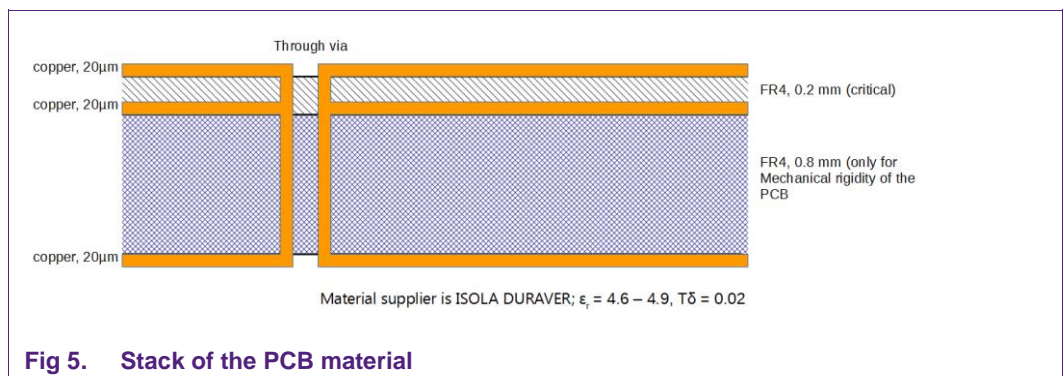 Through via
copper, 20µm
copper, 20µm
FR4, 0.2 mm (critical)
FR4, 0.8 mm (only for
Mechanical rigidity of the
PCB
copper, 20µm
Material supplier is ISOLA DURAVER; εr = 4.6 – 4.9, Tδ = 0.02
Fig 5. Stack of the PCB material